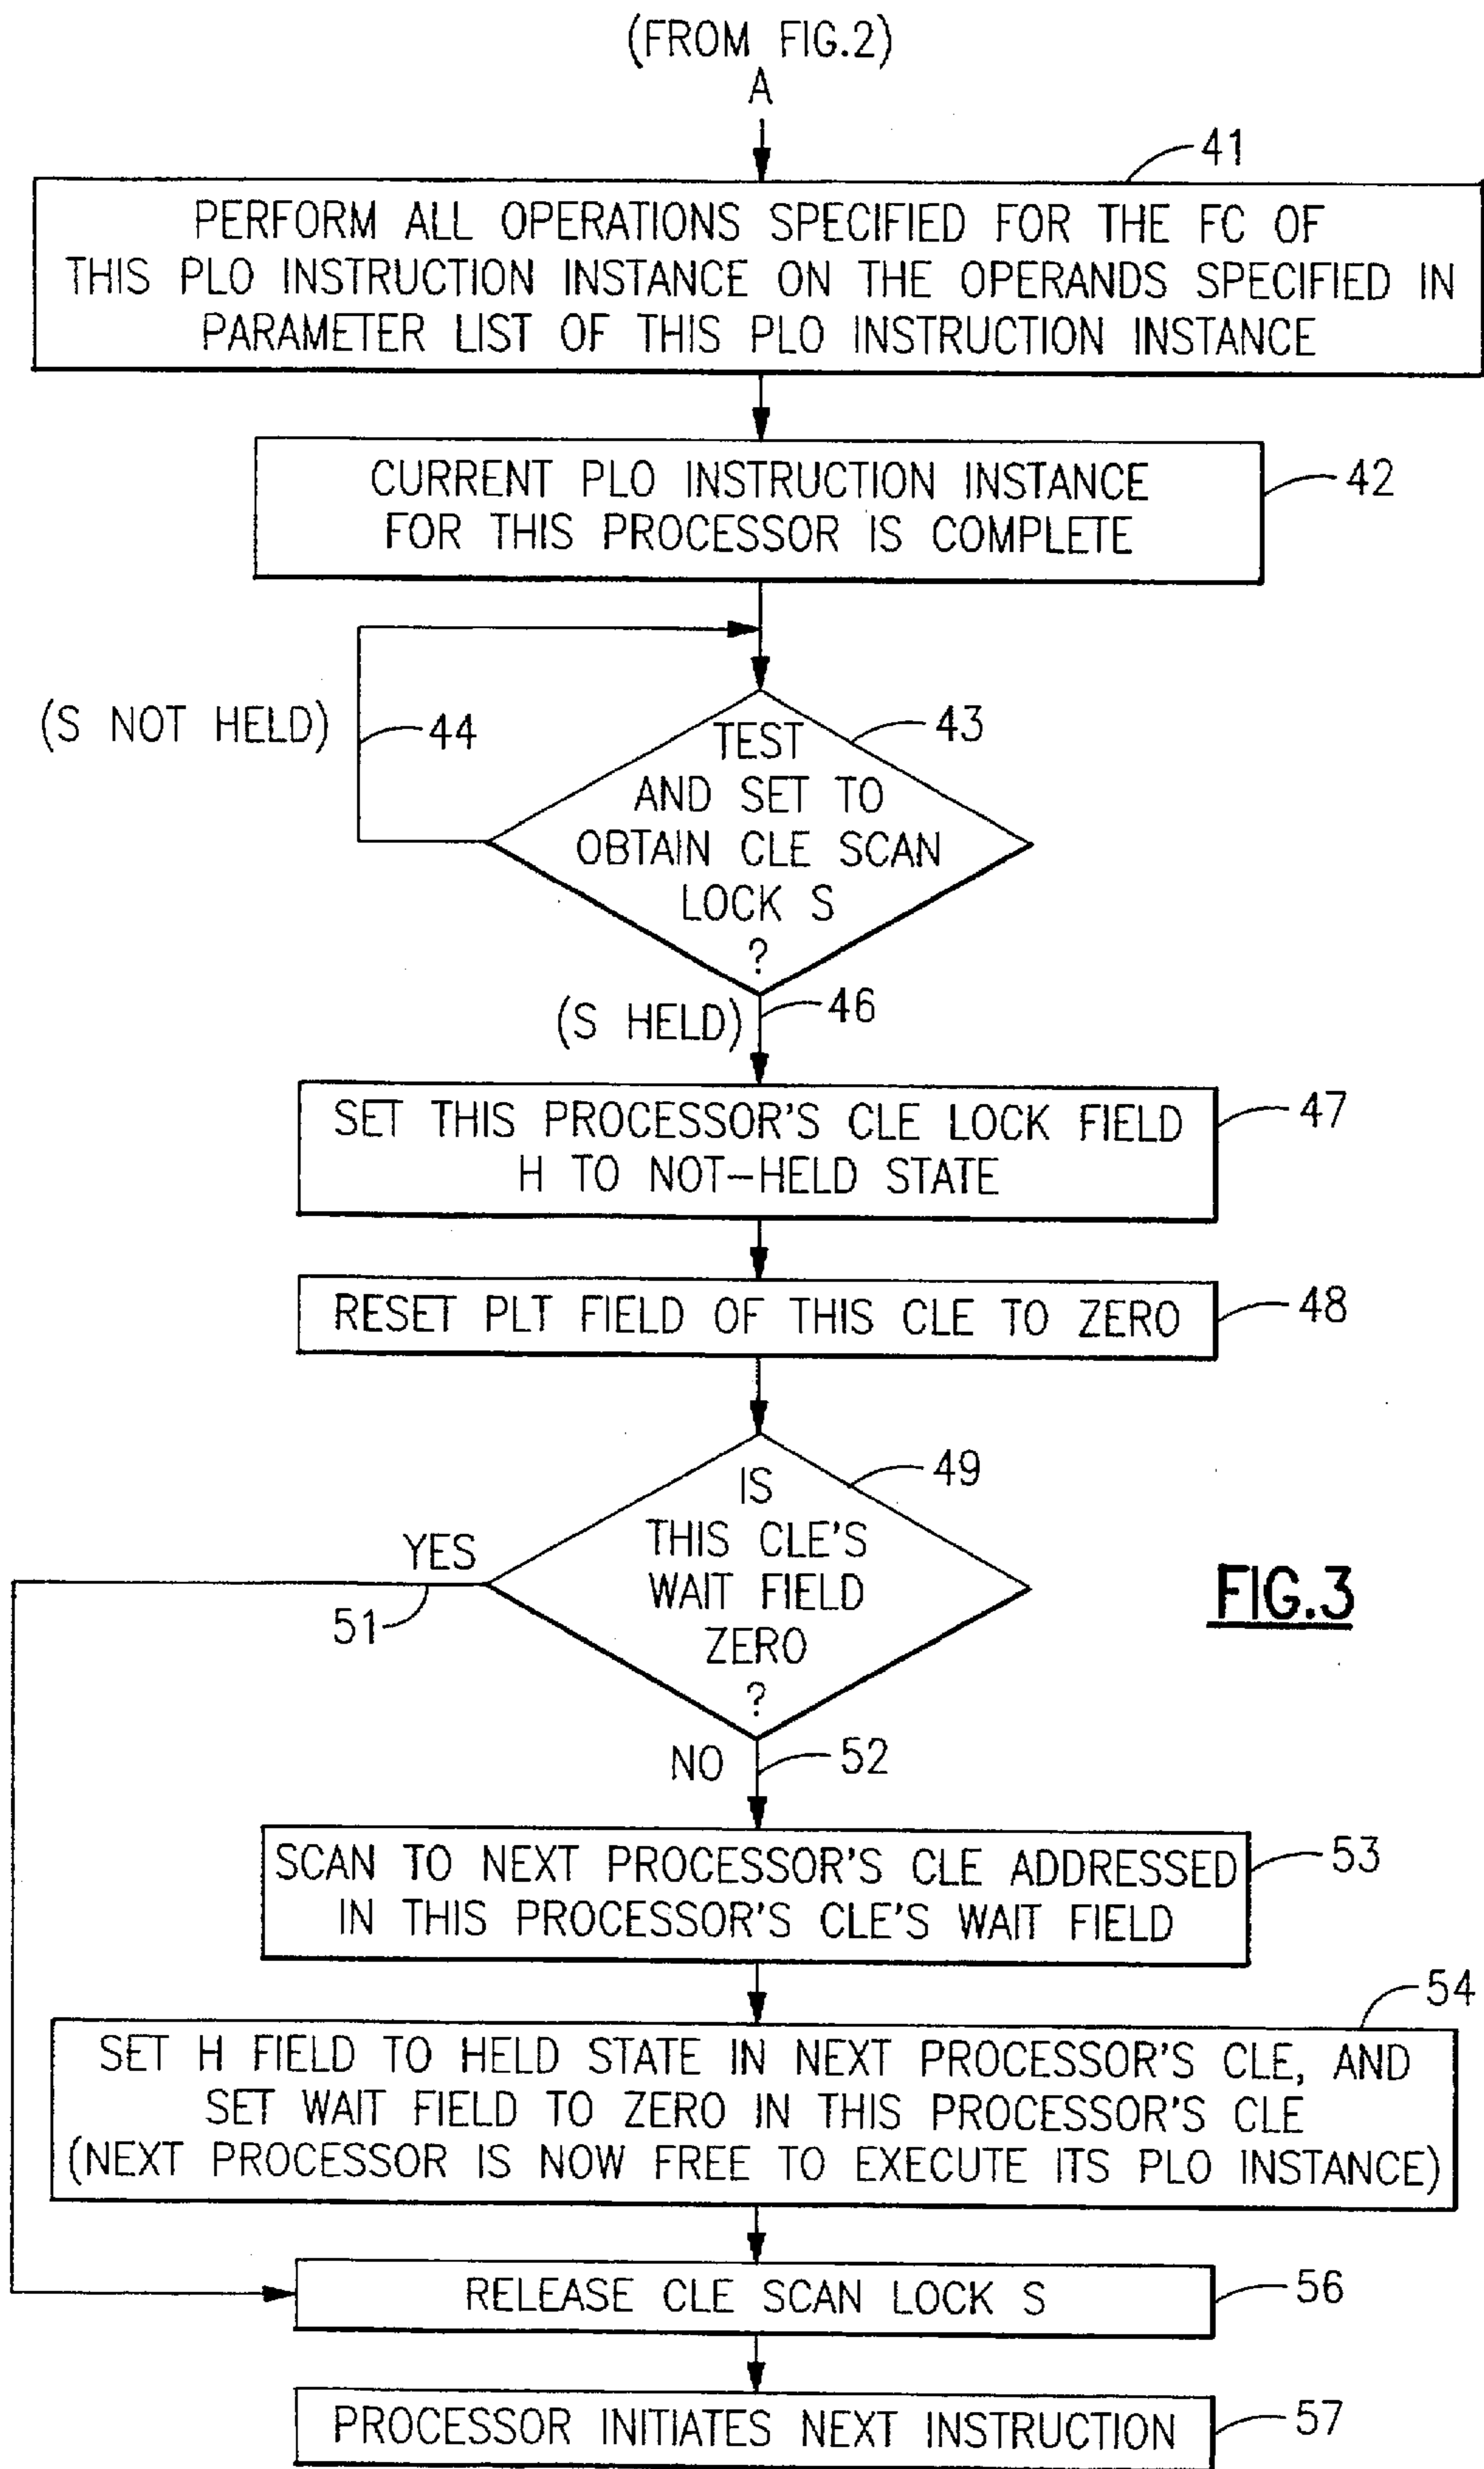 (FROM FIG.2)
A
41
PERFORM ALL OPERATIONS SPECIFIED FOR THE FC OF
THIS PLO INSTRUCTION INSTANCE ON THE OPERANDS SPECIFIED IN
PARAMETER LIST OF THIS PLO INSTRUCTION INSTANCE
CURRENT PLO INSTRUCTION INSTANCE
FOR THIS PROCESSOR IS COMPLETE
42
(S NOT HELD)
44
43
TEST
AND SET TO
OBTAIN CLE SCAN
LOCK S
?
(S HELD)
46
SET THIS PROCESSOR'S CLE LOCK FIELD
H TO NOT-HELD STATE
47
RESET PLT FIELD OF THIS CLE TO ZERO
48
49
IS
THIS CLE'S
WAIT FIELD
ZERO
?
YES
51
FIG.3
NO
52
SCAN TO NEXT PROCESSOR'S CLE ADDRESSED
IN THIS PROCESSOR'S CLE'S WAIT FIELD
53
54
SET H FIELD TO HELD STATE IN NEXT PROCESSOR'S CLE, AND
SET WAIT FIELD TO ZERO IN THIS PROCESSOR'S CLE
(NEXT PROCESSOR IS NOW FREE TO EXECUTE ITS PLO INSTANCE)
RELEASE CLE SCAN LOCK S
56
PROCESSOR INITIATES NEXT INSTRUCTION
57